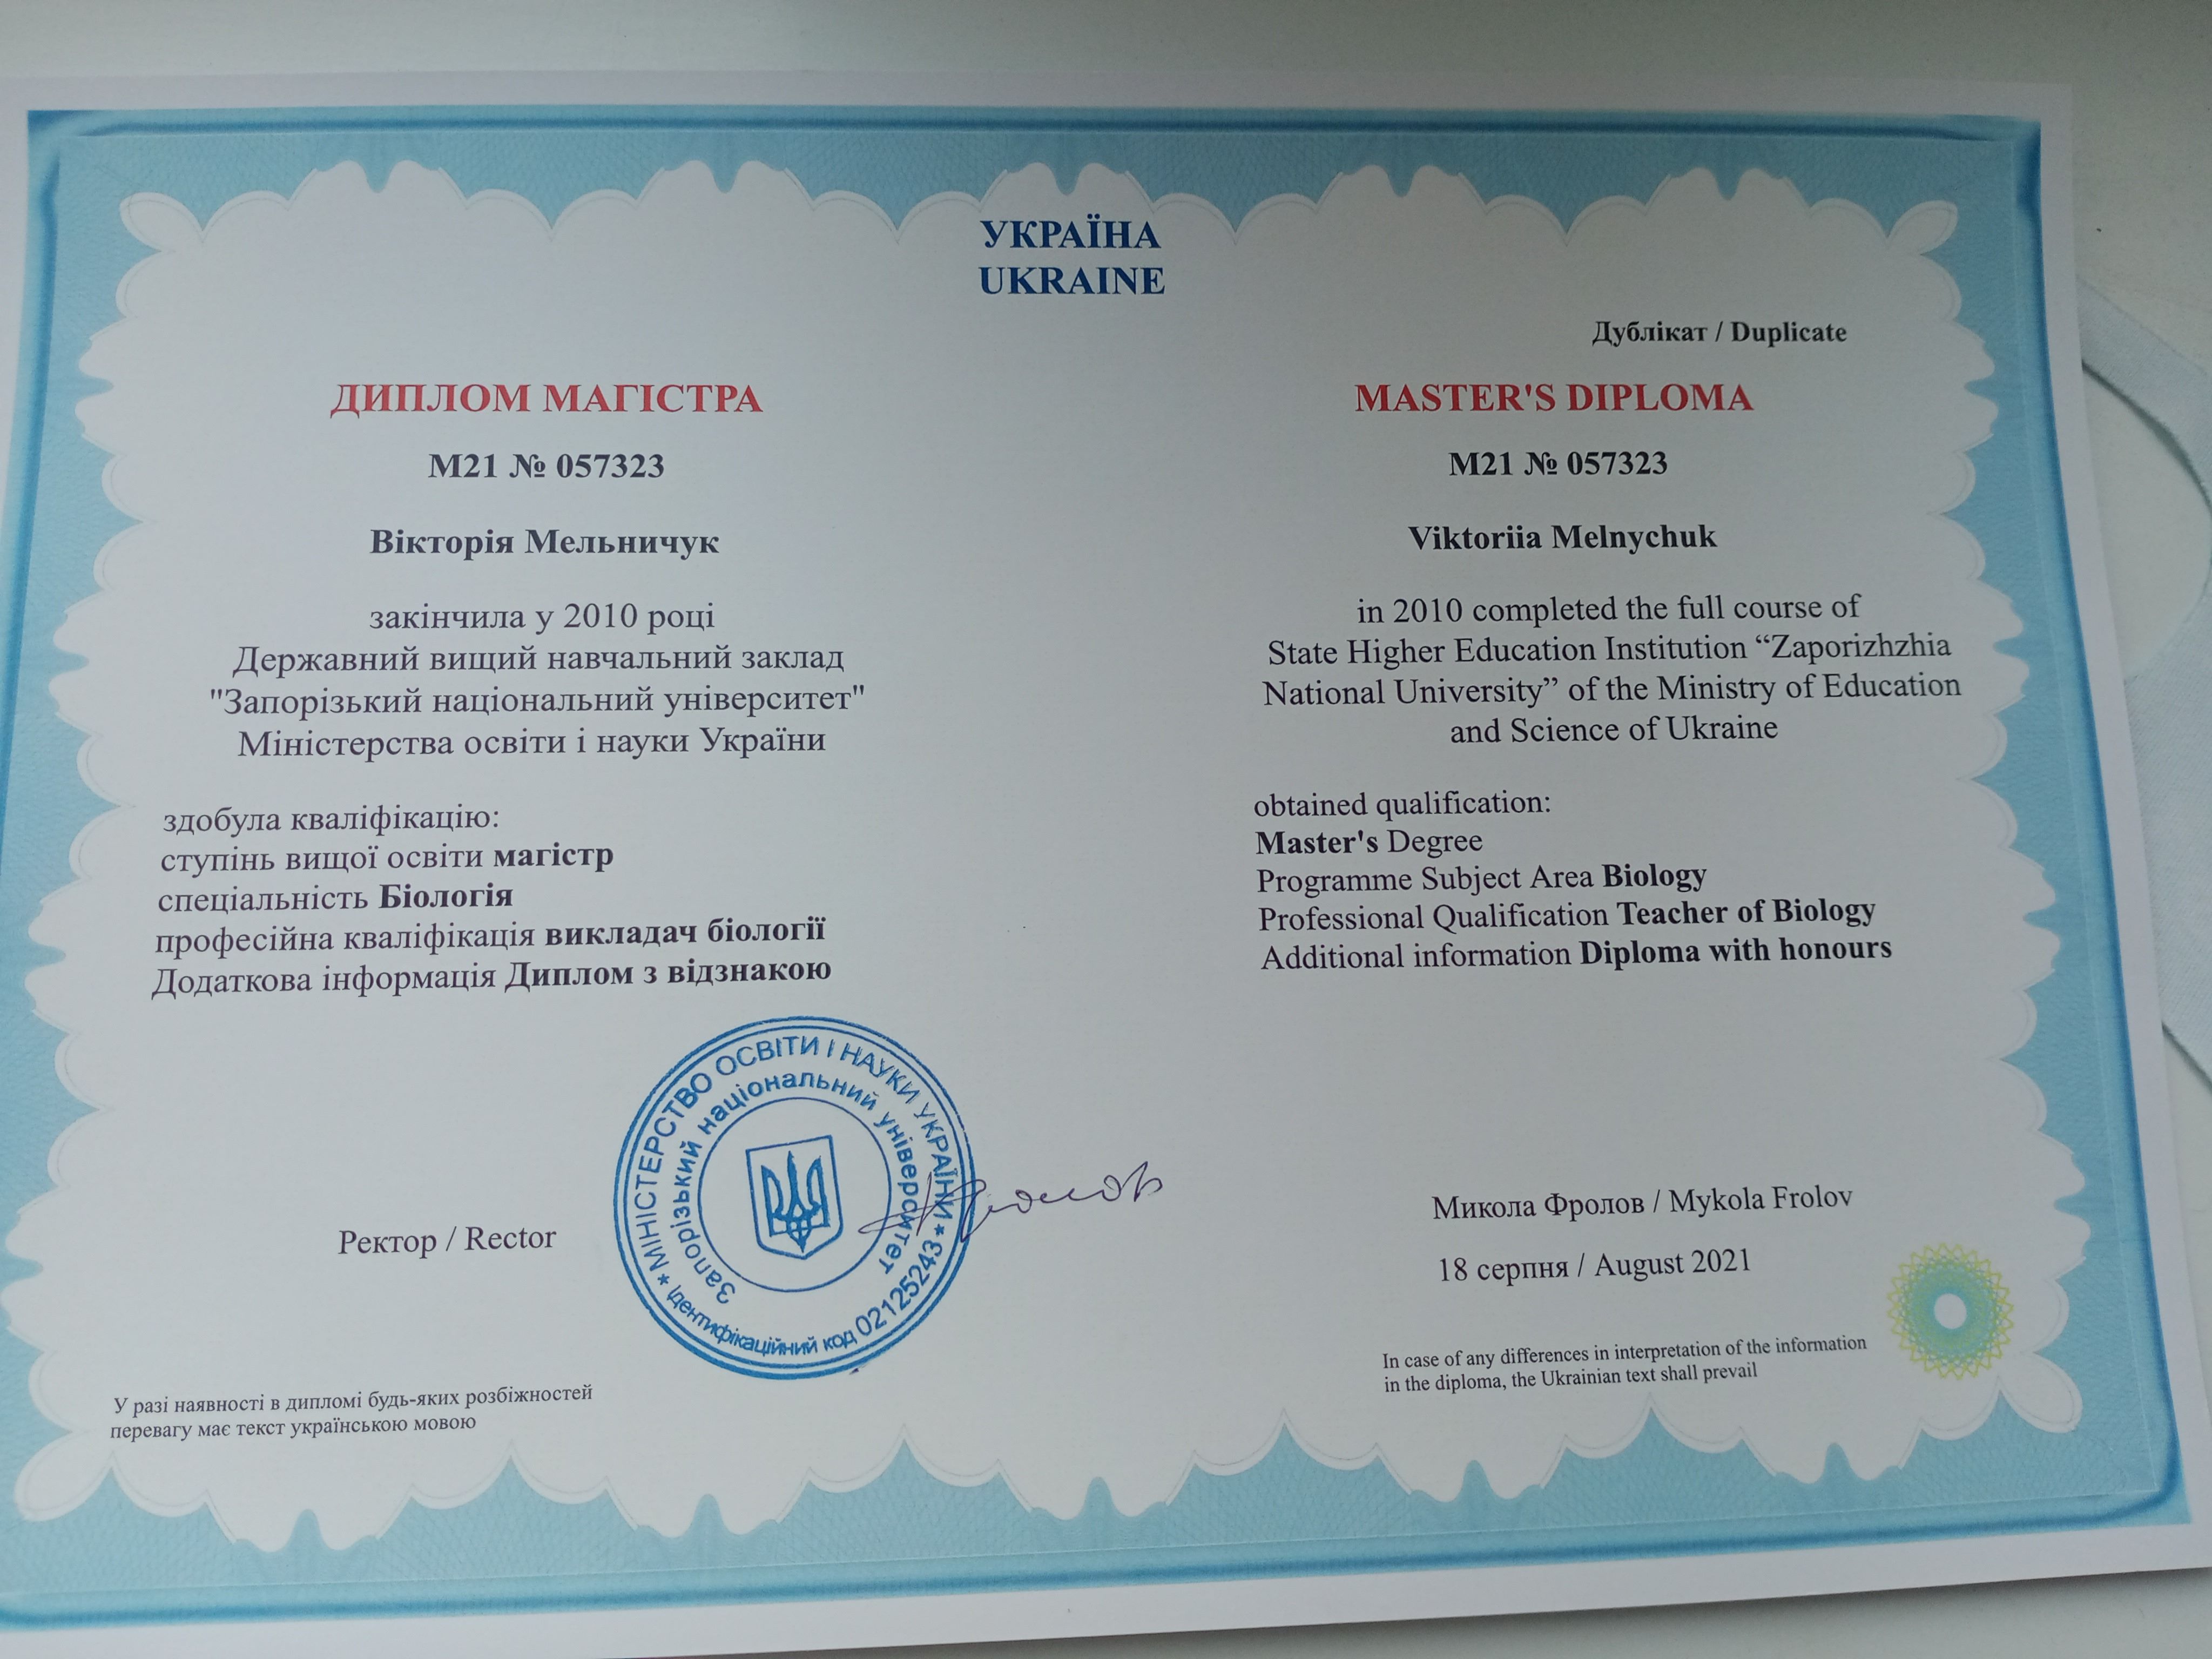 УКРАЇНА
UKRAINE
Дублікат / Duplicate
ДИПЛОМ МАГІСТРА
М21 № 057323
Вікторія Мельничук
закінчила у 2010 році
Державний вищий навчальний заклад
"Запорізький національний університет"
Міністерства освіти і науки України
здобула кваліфікацію:
ступінь вищої освіти магістр
спеціальність Біологія
професійна кваліфікація викладач біології
Додаткова інформація Диплом з відзнакою
MASTER'S DIPLOMA
М21 № 057323
Viktoriia Melnychuk
in 2010 completed the full course of
State Higher Education Institution “Zaporizhzhia
National University” of the Ministry of Education
and Science of Ukraine
obtained qualification:
Master's Degree
Programme Subject Area Biology
Professional Qualification Teacher of Biology
Additional information Diploma with honours
Ректор / Rector
МІНІСТЕРСТВО ОСВІТИ І НАУКИ УКРАЇНИ
Запорізький національний університет
Ідентифікаційний код 02125243
Фролов
Микола Фролов / Mykola Frolov
18 серпня / August 2021
У разі наявності в дипломі будь-яких розбіжностей
перевагу має текст українською мовою
In case of any differences in interpretation of the information
in the diploma, the Ukrainian text shall prevail